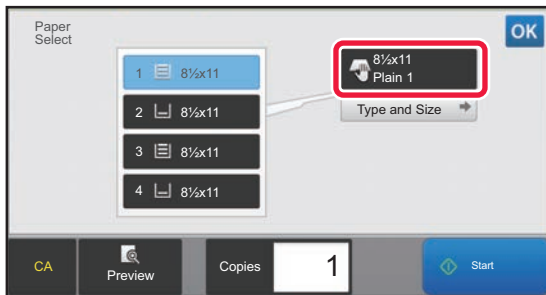 Paper
Select
OK
1 8½x11
2 8½x11
3 8½x11
4 8½x11
8½x11
Plain 1
Type and Size
CA
Preview
Copies
1
Start